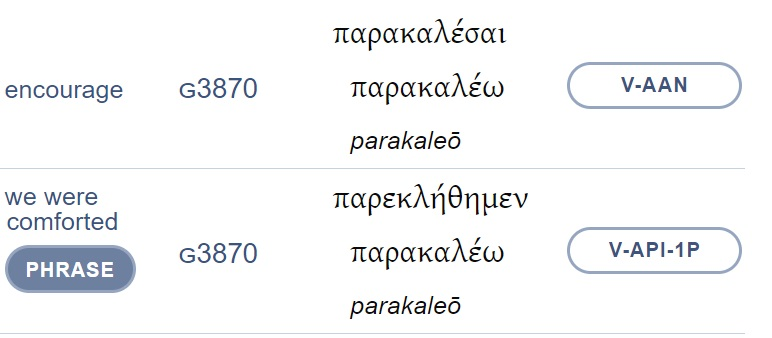 παρακαλέσαι
encourage G3870 παρακαλέω V-AAN
parakaleō
we were παρεκλήθημεν
comforted
G3870 παρακαλέω V-API-1P
PHRASE
parakaleō